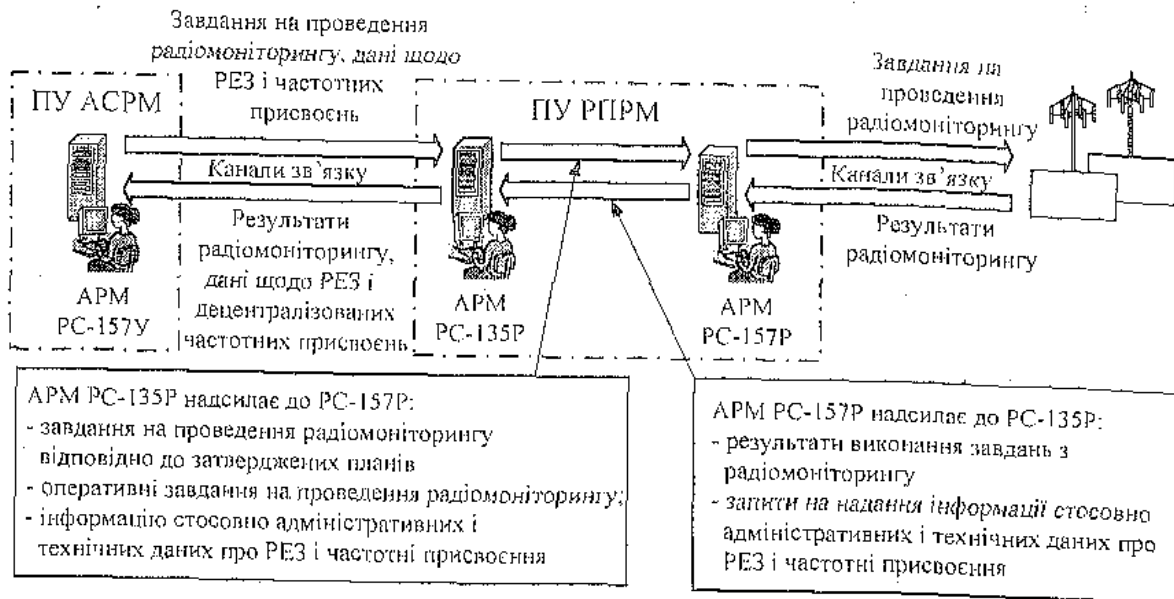 Завдання на проведення
радіомоніторингу, дані щодо
РЕЗ і частотних
присвоєнь
ПУ АСРМ
Канали зв’язку
Результати
радіомоніторингу,
дані щодо РЕЗ і
децентралізованих
частотних присвоєнь
АРМ
РС-157У
ПУ РПРМ
АРМ
РС-135Р
АРМ
РС-157Р
Завдання на
проведення
радіомоніторингу
Канали зв’язку
Результати
радіомоніторингу
АРМ РС-135Р надсилає до РС-157Р:
- завдання на проведення радіомоніторингу
відповідно до затверджених планів
- оперативні завдання на проведення радіомоніторингу;
- інформацію стосовно адміністративних і
технічних даних про РЕЗ і частотні присвоєння
АРМ РС-157Р надсилає до РС-135Р:
- результати виконання завдань з
радіомоніторингу
- запити на надання інформації стосовно
адміністративних і технічних даних про
РЕЗ і частотні присвоєння